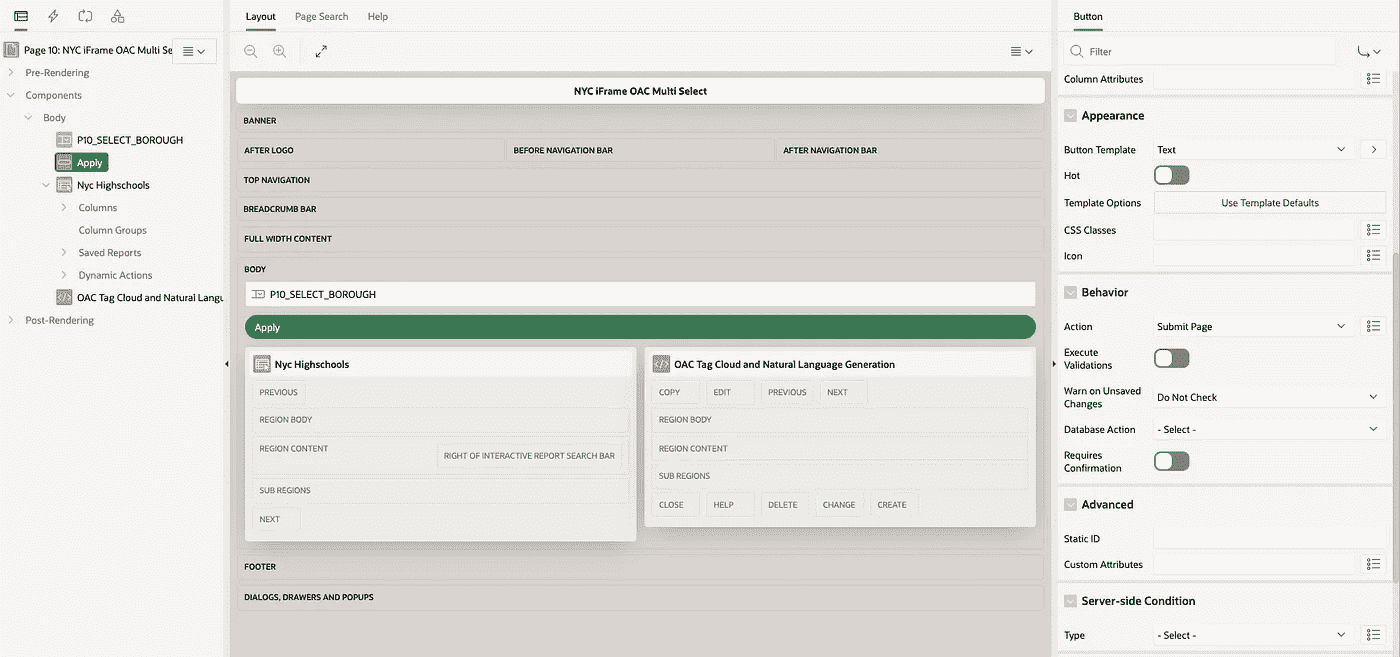 Page 10: NYC iFrame OAC Multi Se
Pre-Rendering
Components
Body
P10_SELECT_BOROUGH
Apply
Nyc Highschools
Columns
Column Groups
Saved Reports
Dynamic Actions
OAC Tag Cloud and Natural Langu
Post-Rendering
Layout Page Search Help
NYC iFrame OAC Multi Select
BANNER
AFTER LOGO BEFORE NAVIGATION BAR AFTER NAVIGATION BAR
TOP NAVIGATION
BREADCRUMB BAR
FULL WIDTH CONTENT
BODY
P10_SELECT_BOROUGH
Apply
Nyc Highschools
PREVIOUS
REGION BODY
REGION CONTENT
RIGHT OF INTERACTIVE REPORT SEARCH BAR
SUB REGIONS
NEXT
OAC Tag Cloud and Natural Language Generation
COPY EDIT PREVIOUS NEXT
REGION BODY
REGION CONTENT
SUB REGIONS
CLOSE HELP DELETE CHANGE CREATE
FOOTER
DIALOGS, DRAWERS AND POPUPS
Button
Filter
Column Attributes
Appearance
Button Template Text
Hot
Template Options Use Template Defaults
CSS Classes
Icon
Behavior
Action Submit Page
Execute
Validations
Warn on Unsaved
Changes
Do Not Check
Database Action - Select -
Requires
Confirmation
Advanced
Static ID
Custom Attributes
Server-side Condition
Type - Select -